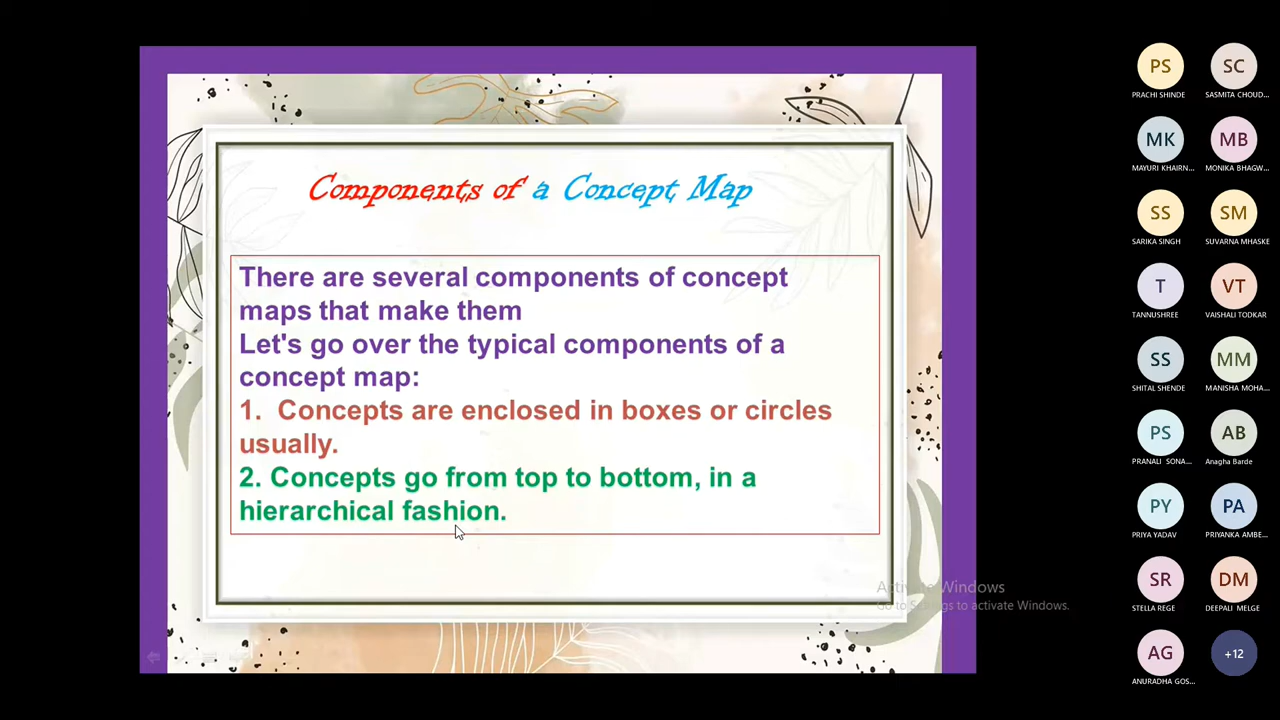 Components of a Concept Map
There are several components of concept
maps that make them
Let's go over the typical components of a
concept map:
1. Concepts are enclosed in boxes or circles
usually.
2. Concepts go from top to bottom, in a
hierarchical fashion.
Activate Windows
Go to Settings to activate Windows.
PS
PRACHI SHINDE
SC
SASMITA CHOUD...
MK
MAYURI KHAIRN...
MB
MONIKA BHAGW...
SS
SARIKA SINGH
SM
SUVARNA MHASKE
T
TANNUSHREE
VT
VAISHALI TODKAR
SS
SHITAL SHENDE
MM
MANISHA MOHA...
PS
PRANALI SONA...
AB
Anagha Barde
PY
PRIYA YADAV
PA
PRIYANKA AMBE...
SR
STELLA REGE
DM
DEEPALI MELGE
AG
ANURADHA GOS...
+12